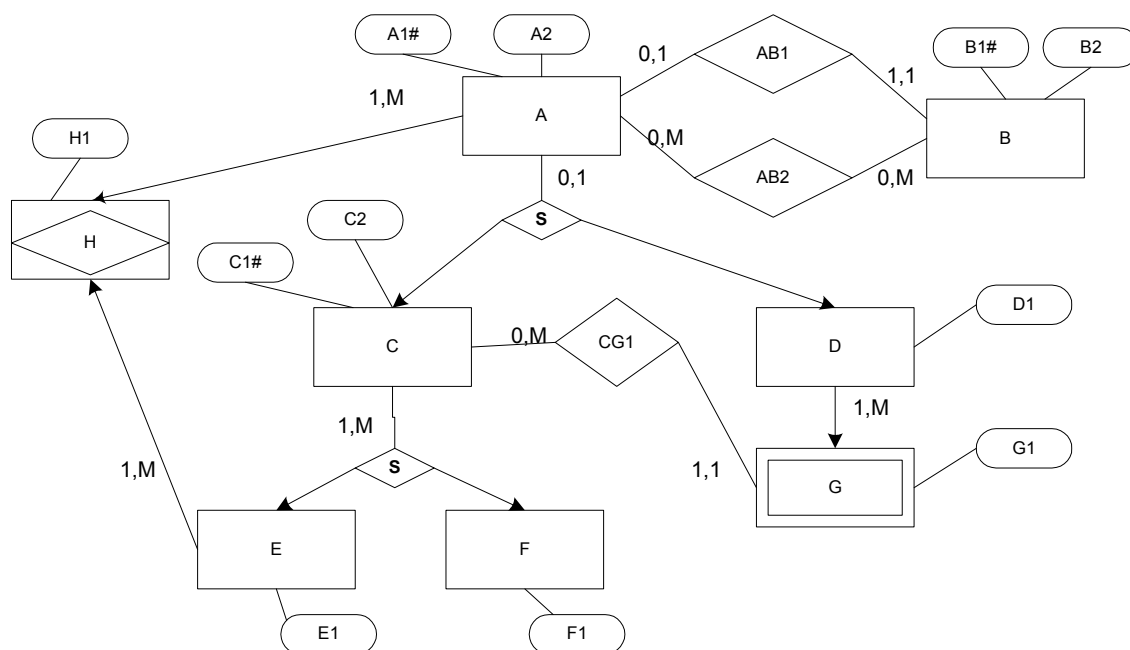 A1#
A2
B1#
B2
0,1
AB1
1,1
1,M
A
B
H1
0,M
AB2
0,M
0,1
S
C2
H
C1#
D1
C
0,M
CG1
D
1,M
1,M
S
G1
1,M
1,1
G
E
F
E1
F1